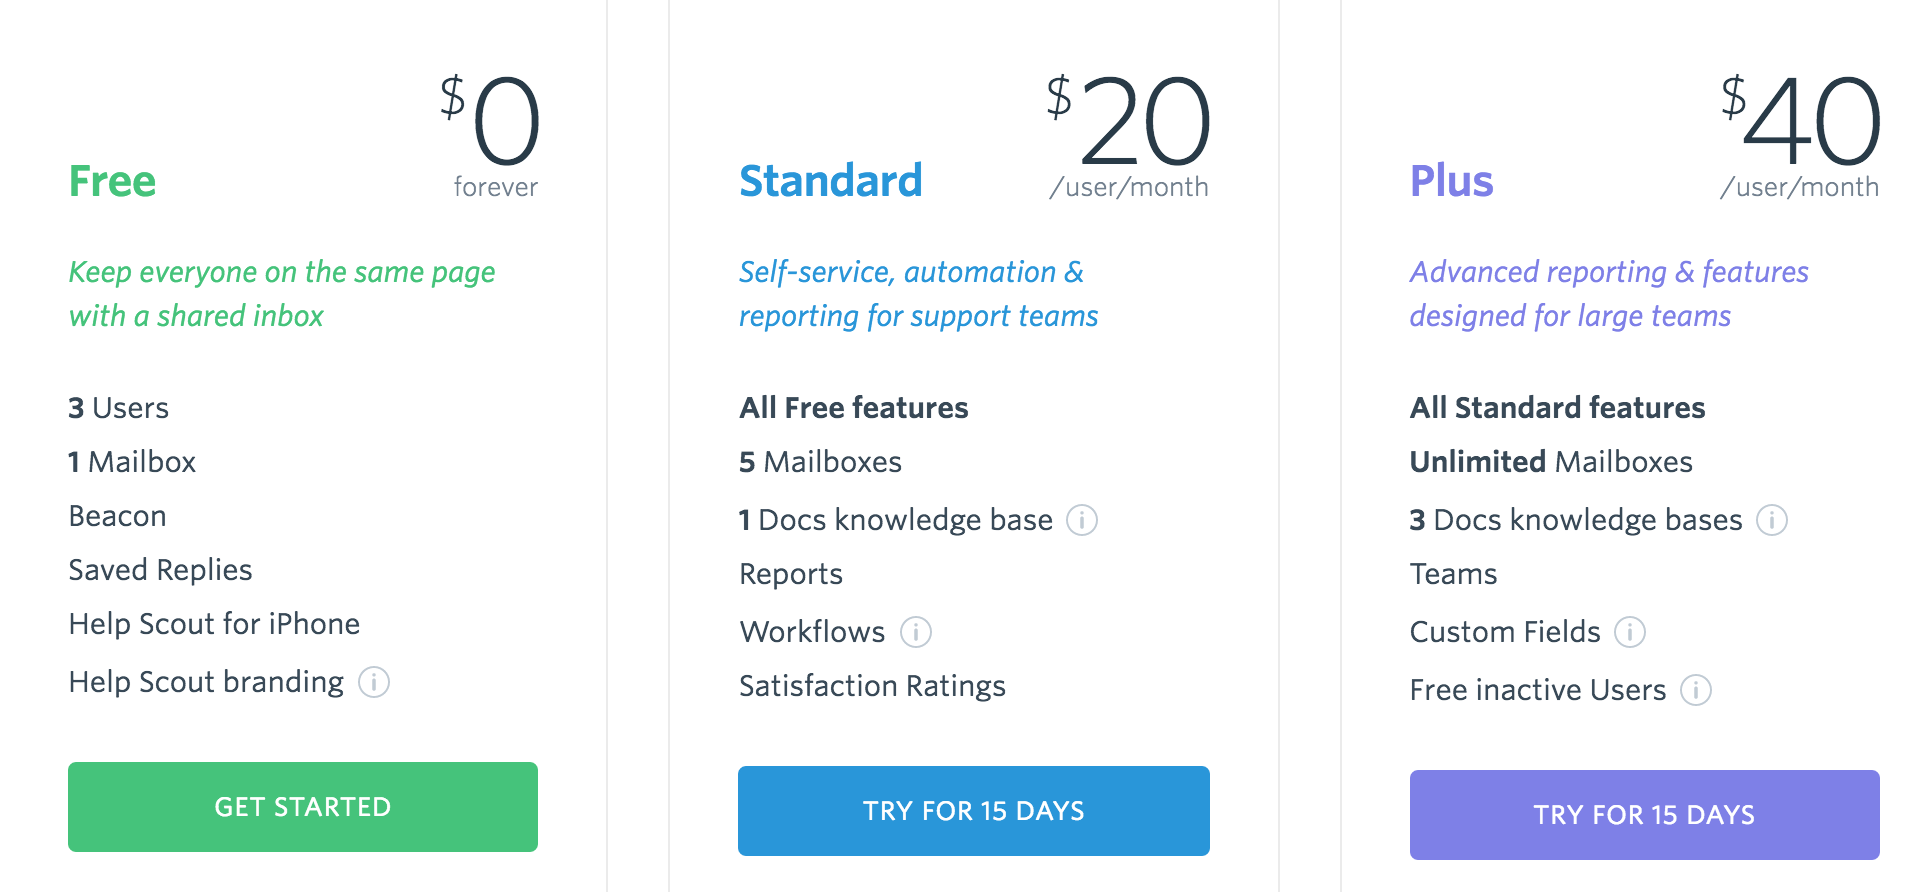 $0
Free
forever
Keep everyone on the same page
with a shared inbox
3 Users
1 Mailbox
Beacon
Saved Replies
Help Scout for iPhone
Help Scout branding
GET STARTED
$20
Standard
/user/month
Self-service, automation &
reporting for support teams
All Free features
5 Mailboxes
1 Docs knowledge base
Reports
Workflows
Satisfaction Ratings
TRY FOR 15 DAYS
$40
Plus
/user/month
Advanced reporting & features
designed for large teams
All Standard features
Unlimited Mailboxes
3 Docs knowledge bases
Teams
Custom Fields
Free inactive Users
TRY FOR 15 DAYS